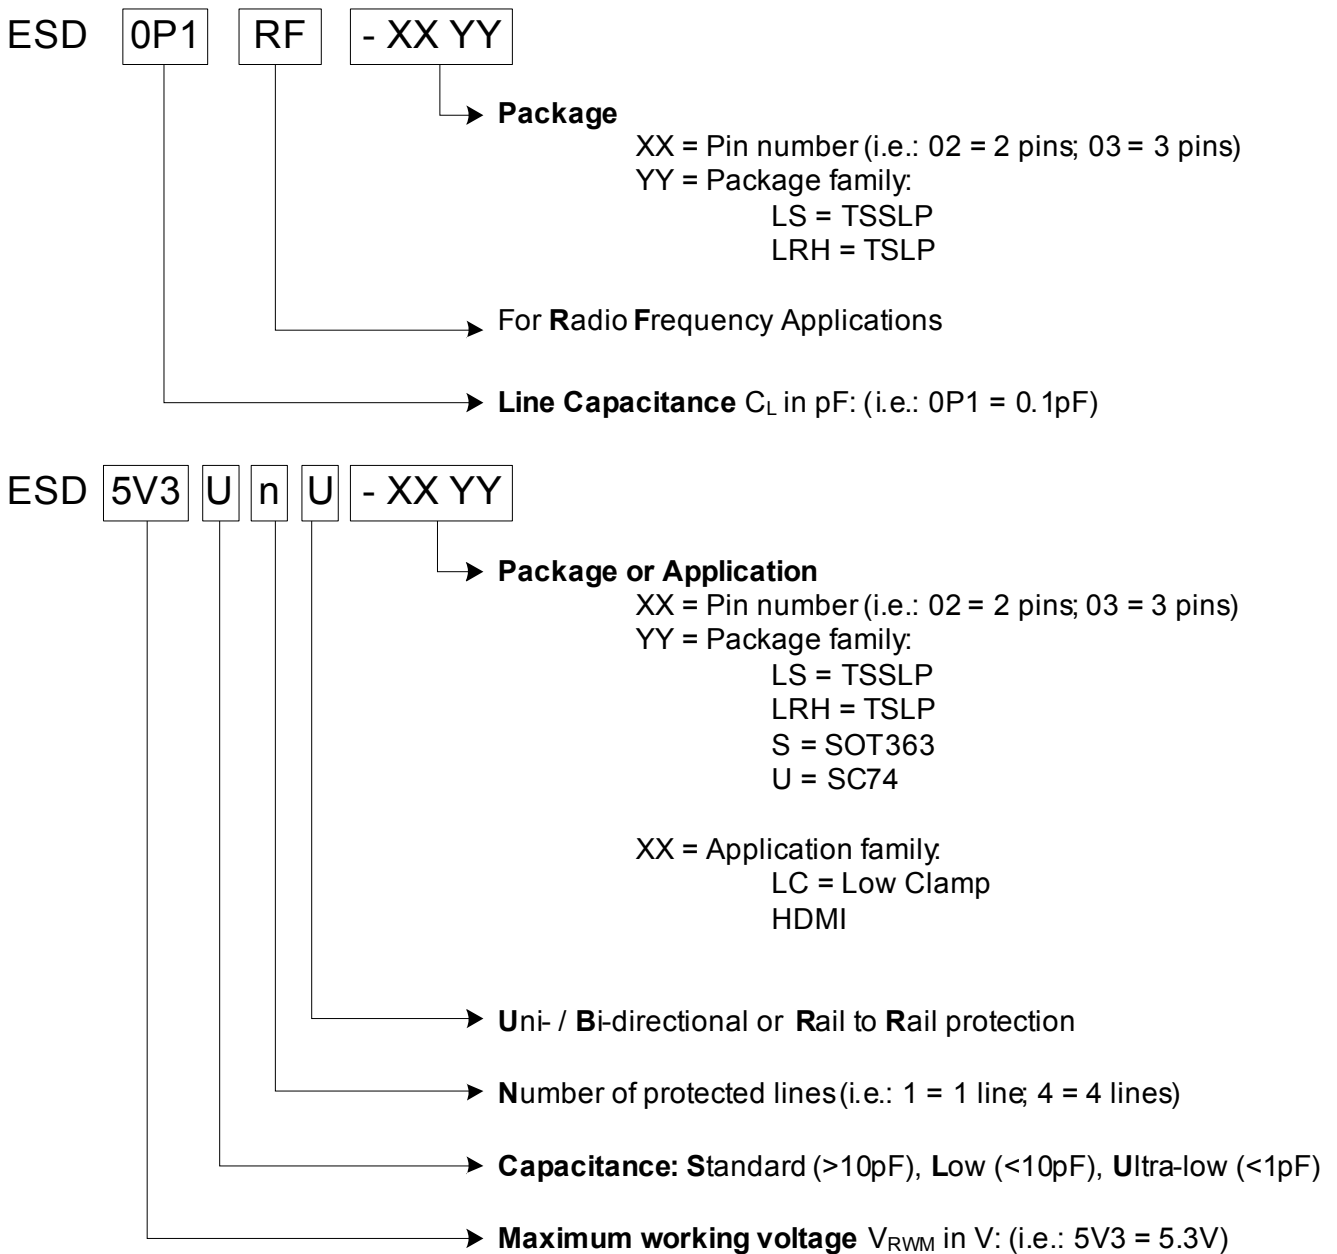 ESD 0P1 RF - XX YY
Package
XX = Pin number (i.e.: 02 = 2 pins; 03 = 3 pins)
YY = Package family:
LS = TSSLP
LRH = TSLP
For Radio Frequency Applications
Line Capacitance CL in pF: (i.e.: 0P1 = 0.1pF)
ESD 5V3 U n U - XX YY
Package or Application
XX = Pin number (i.e.: 02 = 2 pins; 03 = 3 pins)
YY = Package family:
LS = TSSLP
LRH = TSLP
S = SOT363
U = SC74
XX = Application family:
LC = Low Clamp
HDMI
Uni- / Bi-directional or Rail to Rail protection
Number of protected lines (i.e.: 1 = 1 line; 4 = 4 lines)
Capacitance: Standard (>10pF), Low (<10pF), Ultra-low (<1pF)
Maximum working voltage VRWM in V: (i.e.: 5V3 = 5.3V)